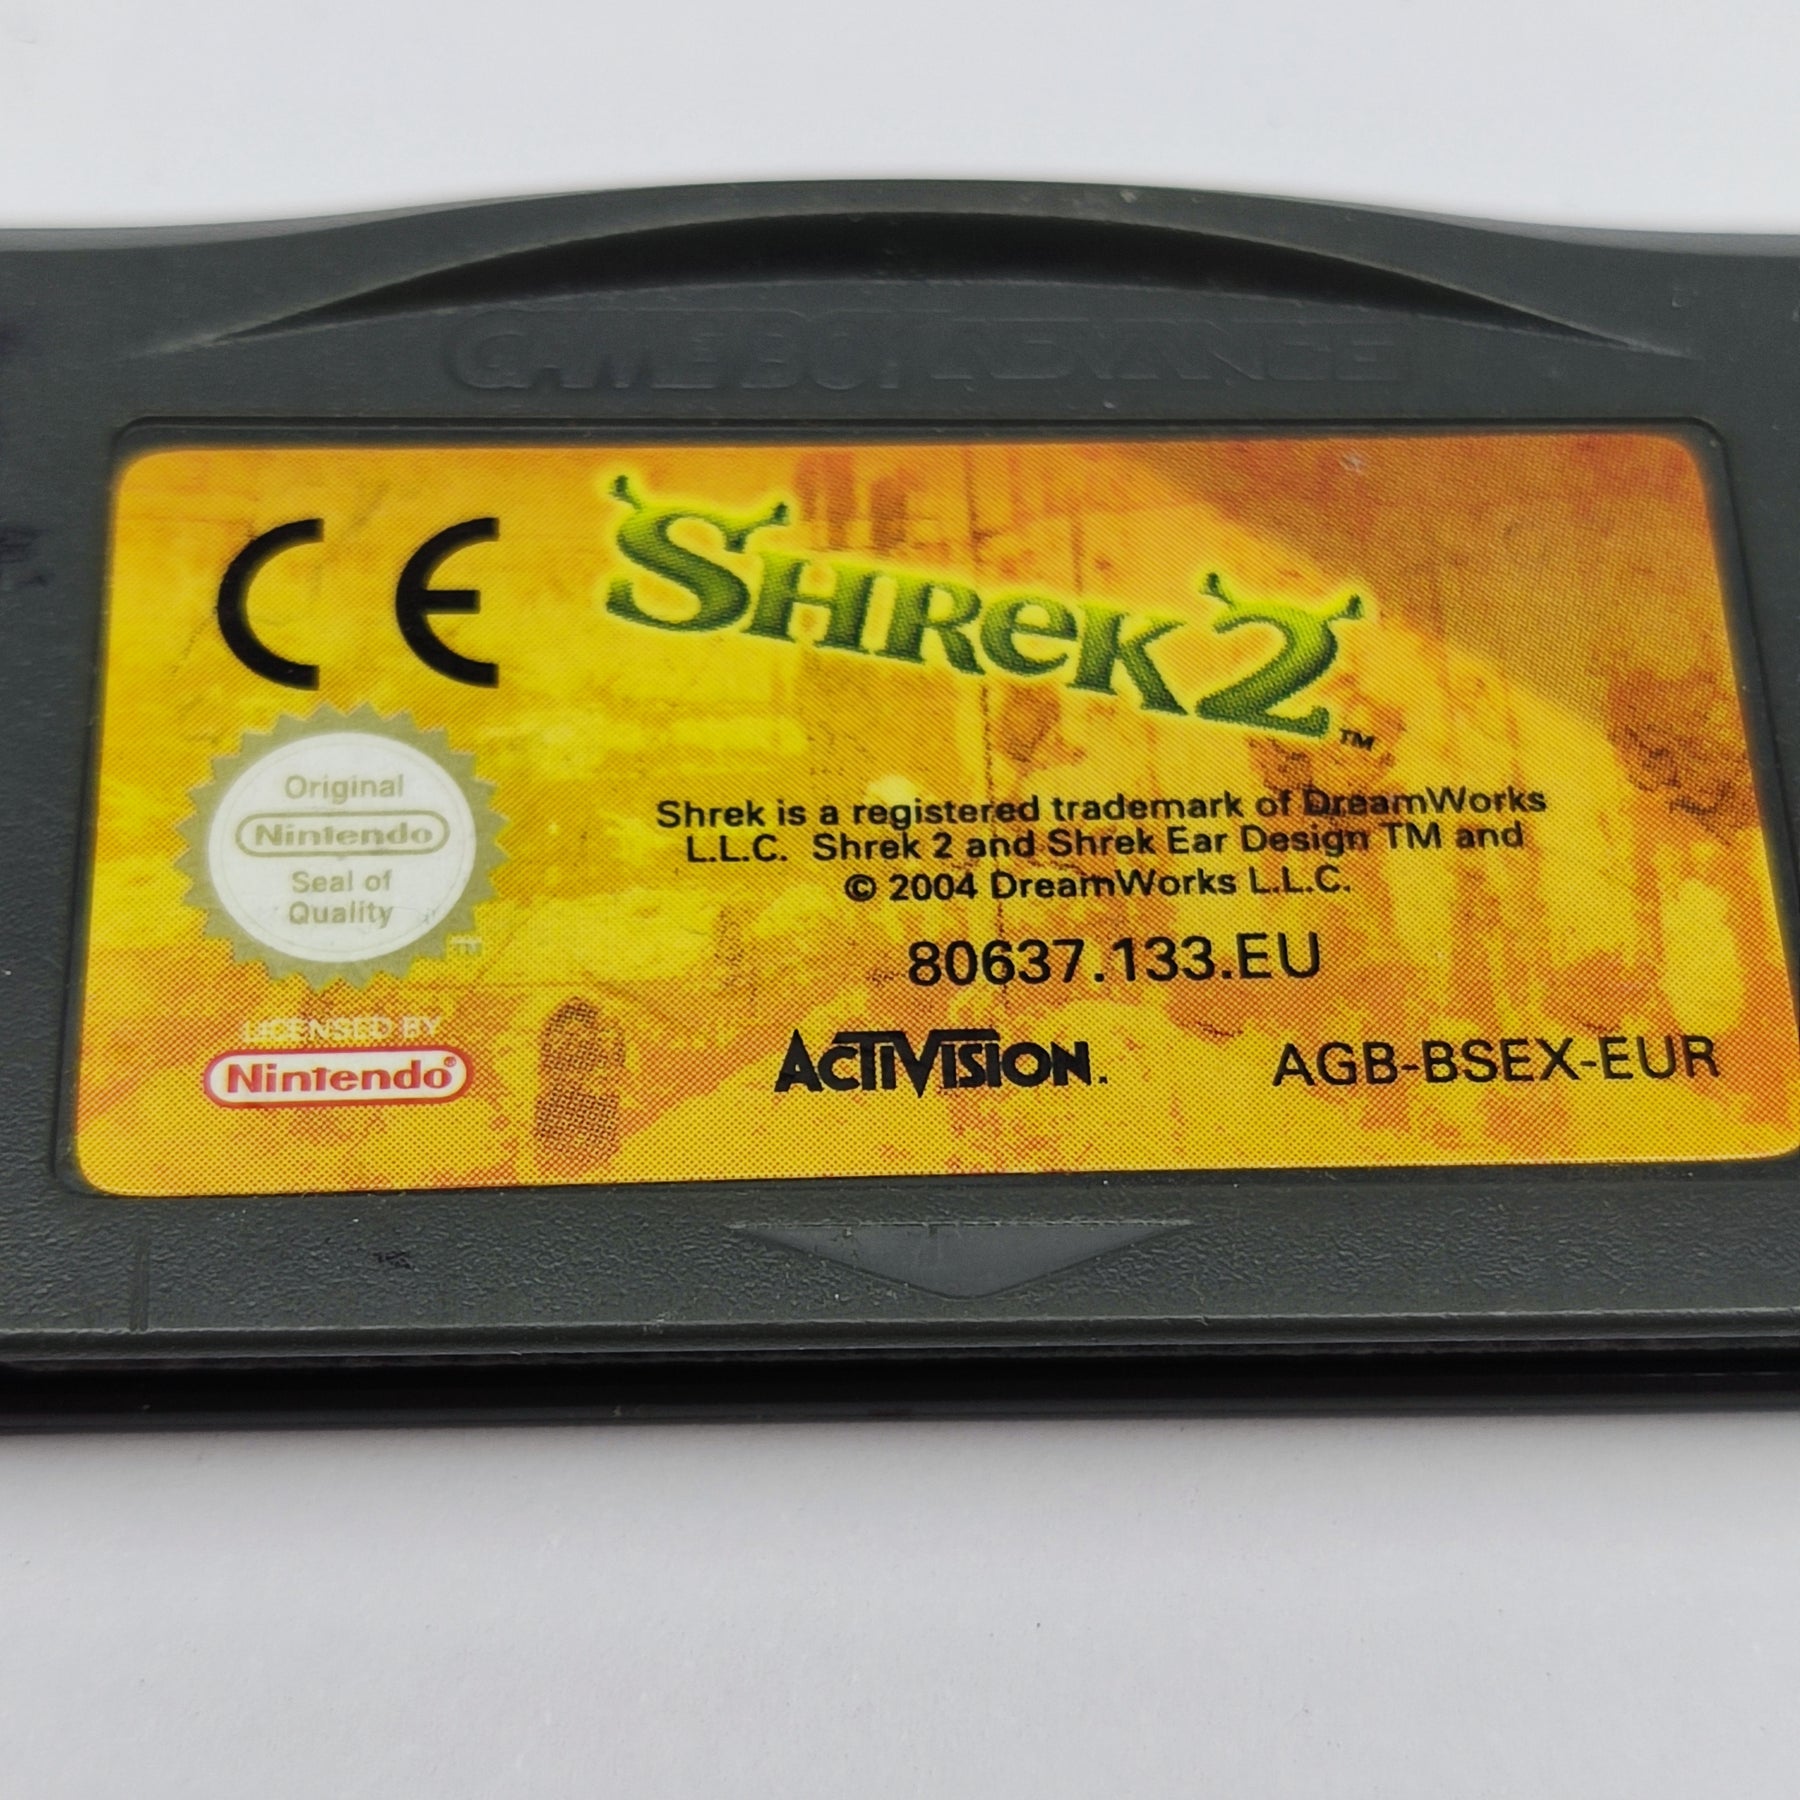 GAME BOY ADVANCE
CE
SHREK 2™
Original
Nintendo
Seal of
Quality
TM
Shrek is a registered trademark of DreamWorks
L.L.C. Shrek 2 and Shrek Ear Design TM and
© 2004 DreamWorks L.L.C.
80637.133.EU
LICENSED BY
Nintendo®
ACTIVISION.
AGB-BSEX-EUR